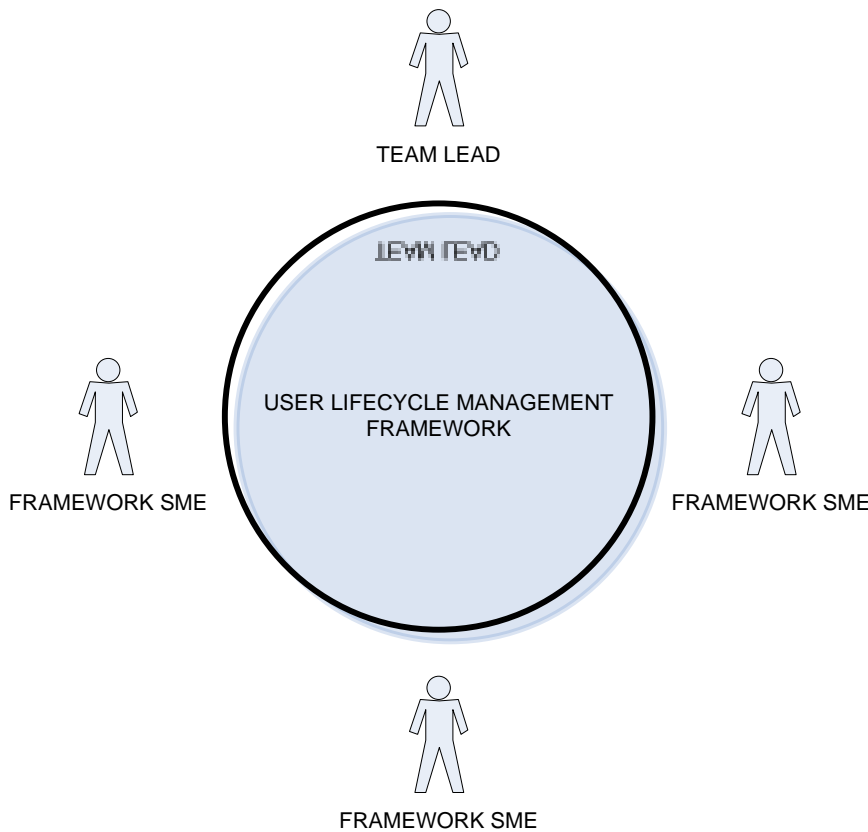 TEAM LEAD
TEAM LEAD
USER LIFECYCLE MANAGEMENT
FRAMEWORK
FRAMEWORK SME
FRAMEWORK SME
FRAMEWORK SME